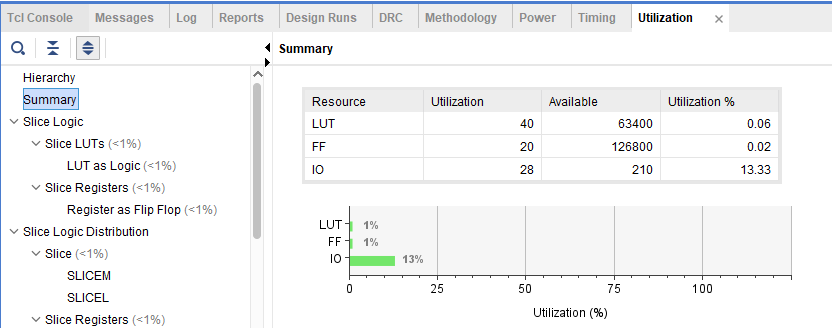 Tcl Console Messages Log Reports Design Runs DRC Methodology Power Timing Utilization ×
Summary
Hierarchy
Summary
Slice Logic
Slice LUTs (<1%)
LUT as Logic (<1%)
Slice Registers (<1%)
Register as Flip Flop (<1%)
Slice Logic Distribution
Slice (<1%)
SLICEM
SLICEL
Slice Registers (<1%)
Resource Utilization Available Utilization %
LUT 40 63400 0.06
FF 20 126800 0.02
IO 28 210 13.33
LUT 1%
FF 1%
IO 13%
0 25 50 75 100
Utilization (%)